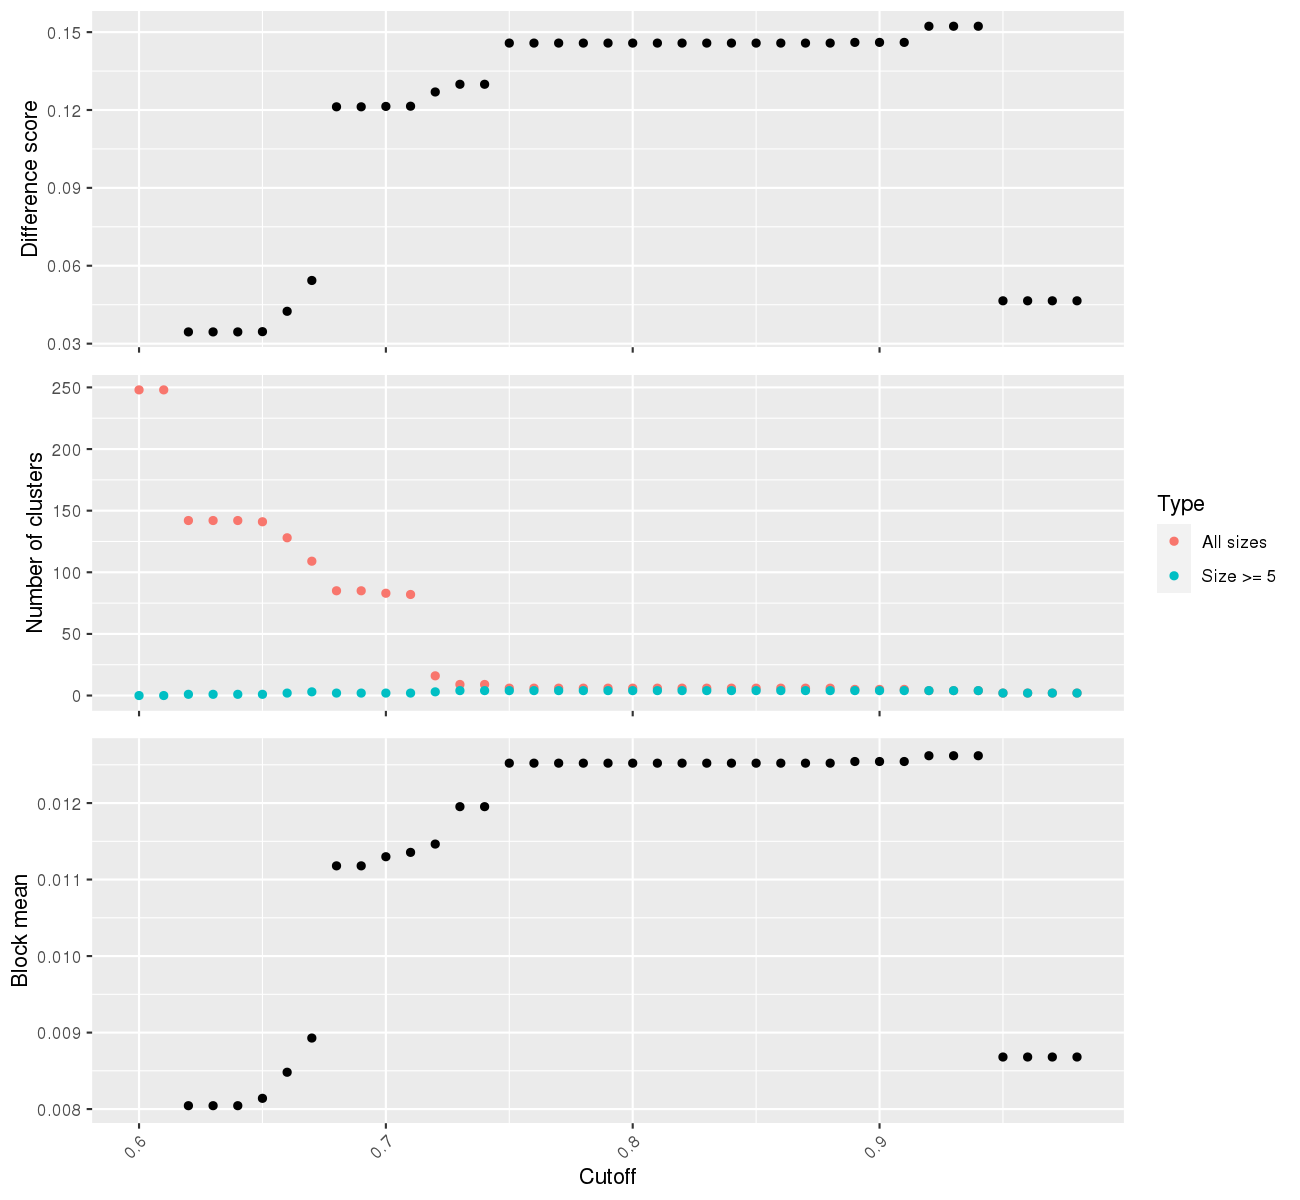 Difference score
0.15
0.12
0.09
0.06
0.03
Number of clusters
250
200
150
100
50
0
Type
All sizes
Size >= 5
Block mean
0.012
0.011
0.010
0.009
0.008
0.6
0.7
0.8
0.9
Cutoff